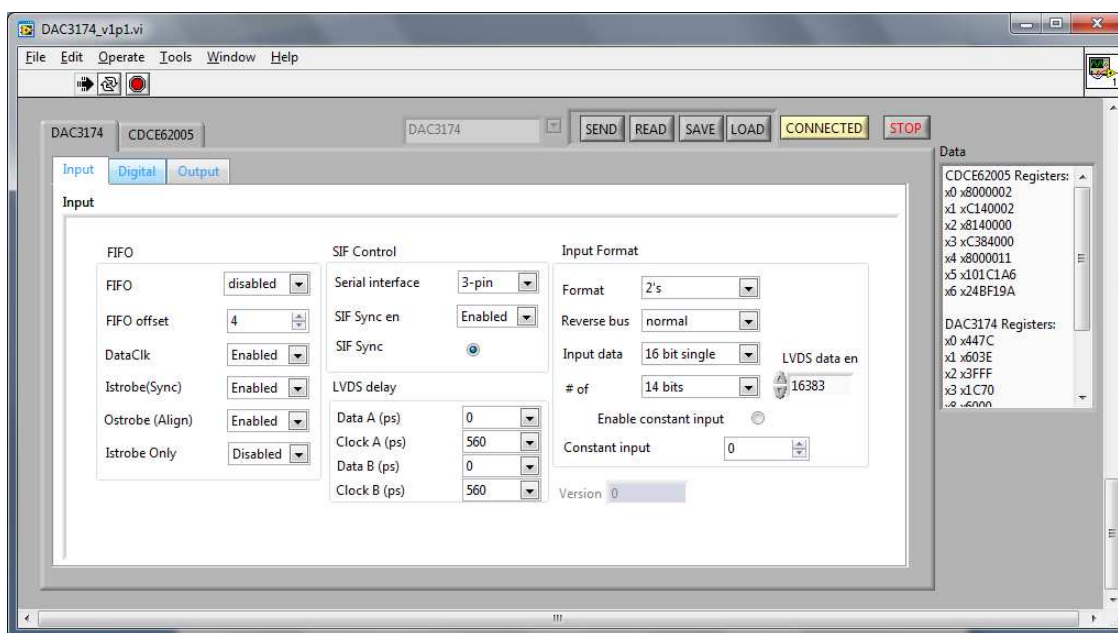 DAC3174_v1p1.vi
File Edit Operate Tools Window Help
1
DAC3174 CDCE62005 DAC3174 SEND READ SAVE LOAD CONNECTED STOP
Input Digital Output
Input
FIFO
FIFO disabled
FIFO offset 4
DataClk Enabled
Istrobe(Sync) Enabled
Ostrobe (Align) Enabled
Istrobe Only Disabled
SIF Control
Serial interface 3-pin
SIF Sync en Enabled
SIF Sync
LVDS delay
Data A (ps) 0
Clock A (ps) 560
Data B (ps) 0
Clock B (ps) 560
Input Format
Format 2's
Reverse bus normal
Input data 16 bit single
LVDS data en
# of 14 bits 16383
Enable constant input
Constant input 0
Version 0
Data
CDCE62005 Registers:
x0 x8000002
x1 xC140002
x2 x8140000
x3 xC384000
x4 x8000011
x5 x101C1A6
x6 x24BF19A
DAC3174 Registers:
x0 x447C
x1 x603E
x2 x3FFF
x3 x1C70